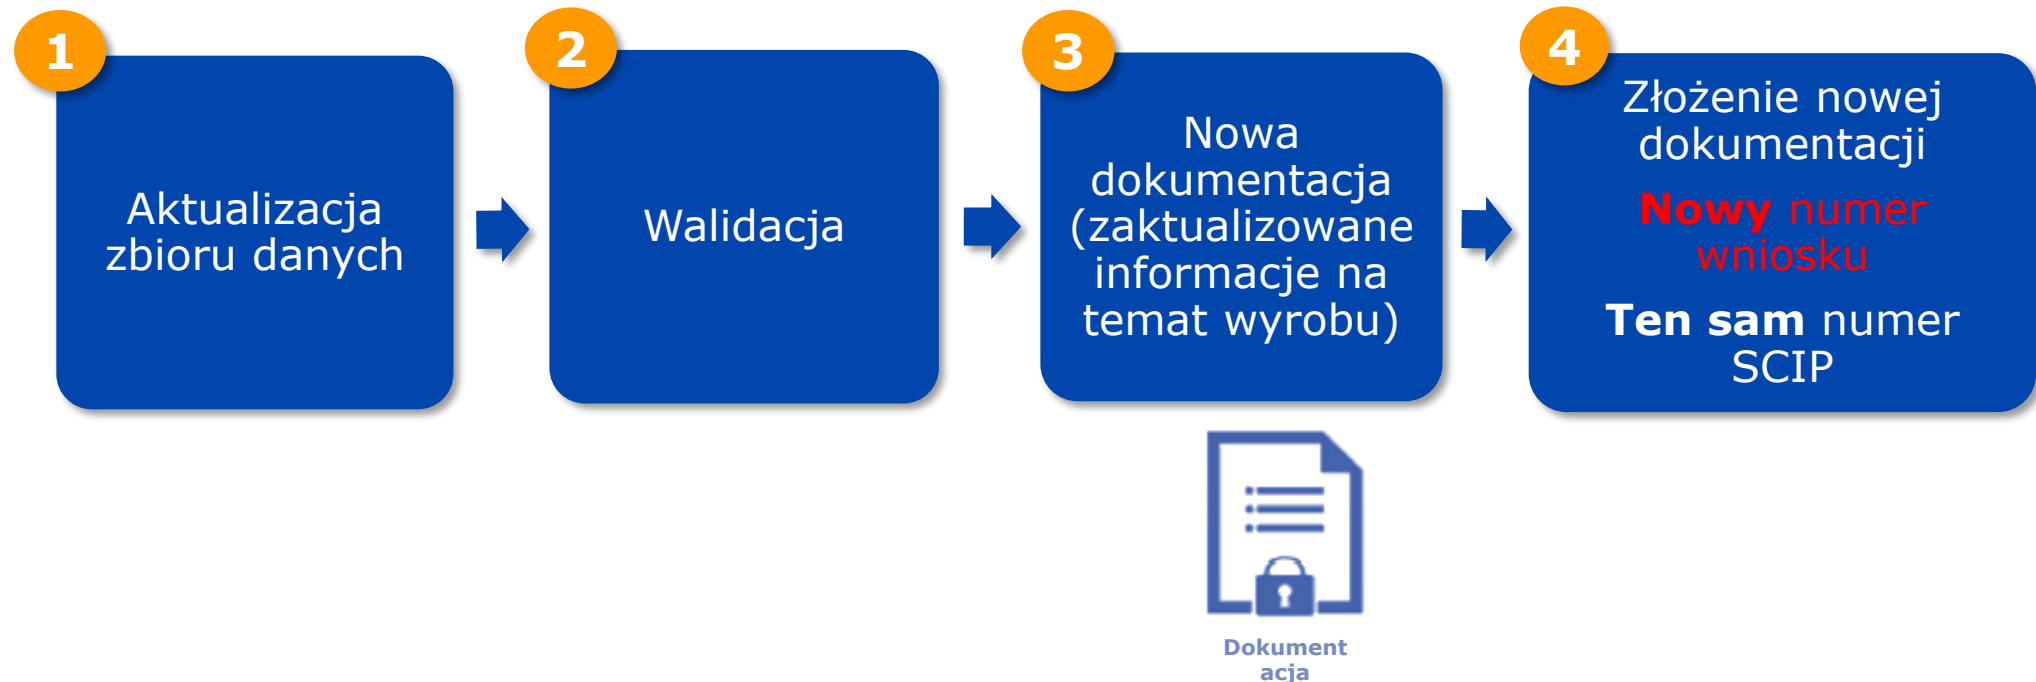 1
Aktualizacja
zbioru danych
2
Walidacja
3
Nowa
dokumentacja
(zaktualizowane
informacje na
temat wyrobu)
4
Złożenie nowej
dokumentacji
Nowy numer
wniosku
Ten sam numer
SCIP
Dokument
acja